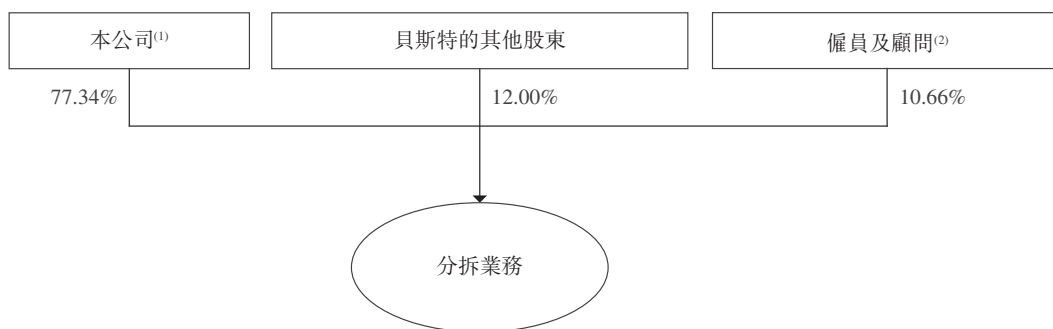 本公司(1)
貝斯特的其他股東
僱員及顧問(2)
77.34%
12.00%
10.66%
分拆業務